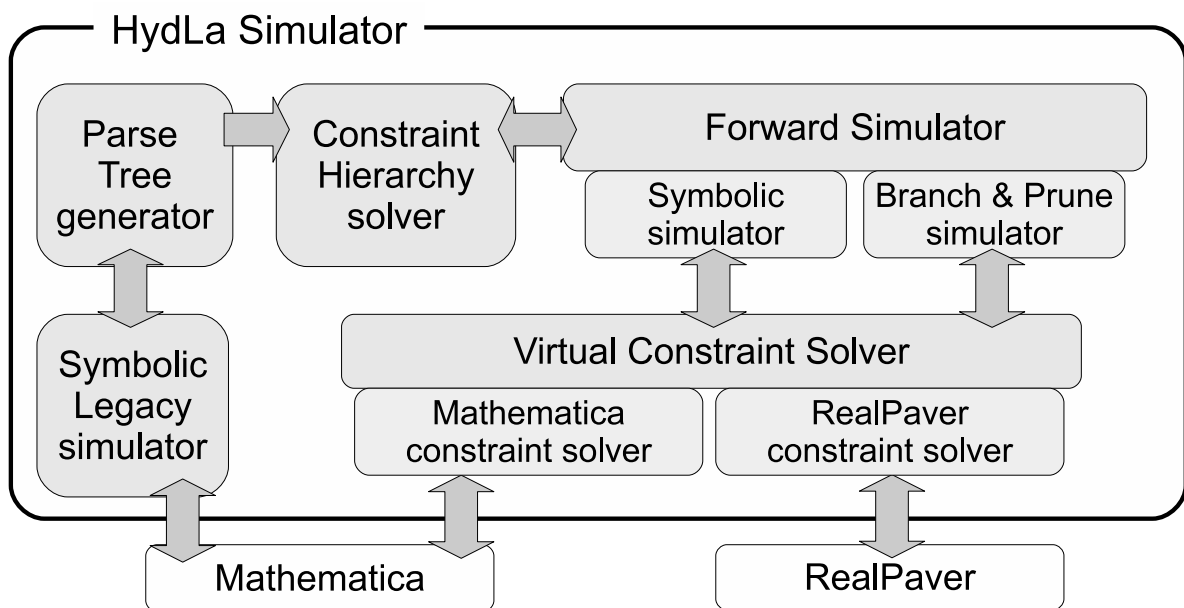 HydLa Simulator
Parse
Tree
generator
Constraint
Hierarchy
solver
Forward Simulator
Symbolic
simulator
Branch & Prune
simulator
Symbolic
Legacy
simulator
Virtual Constraint Solver
Mathematica
constraint solver
RealPaver
constraint solver
Mathematica
RealPaver